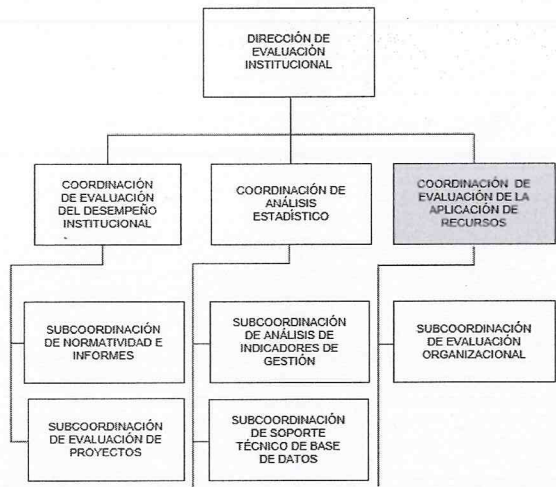 DIRECCIÓN DE
EVALUACIÓN
INSTITUCIONAL
COORDINACIÓN
DE EVALUACIÓN
DEL DESEMPEÑO
INSTITUCIONAL
COORDINACIÓN DE
ANÁLISIS
ESTADÍSTICO
COORDINACIÓN DE
EVALUACIÓN DE LA
APLICACIÓN DE
RECURSOS
SUBCOORDINACIÓN
DE NORMATIVIDAD E
INFORMES
SUBCOORDINACIÓN
DE ANÁLISIS DE
INDICADORES DE
GESTIÓN
SUBCOORDINACIÓN
DE EVALUACIÓN
ORGANIZACIONAL
SUBCOORDINACIÓN
DE EVALUACIÓN DE
PROYECTOS
SUBCOORDINACIÓN
DE SOPORTE
TÉCNICO DE BASE
DE DATOS